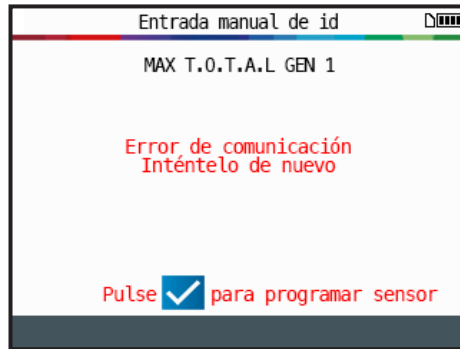 Entrada manual de id
MAX T.O.T.A.L GEN 1
Error de comunicación
Inténtelo de nuevo
Pulse para programar sensor